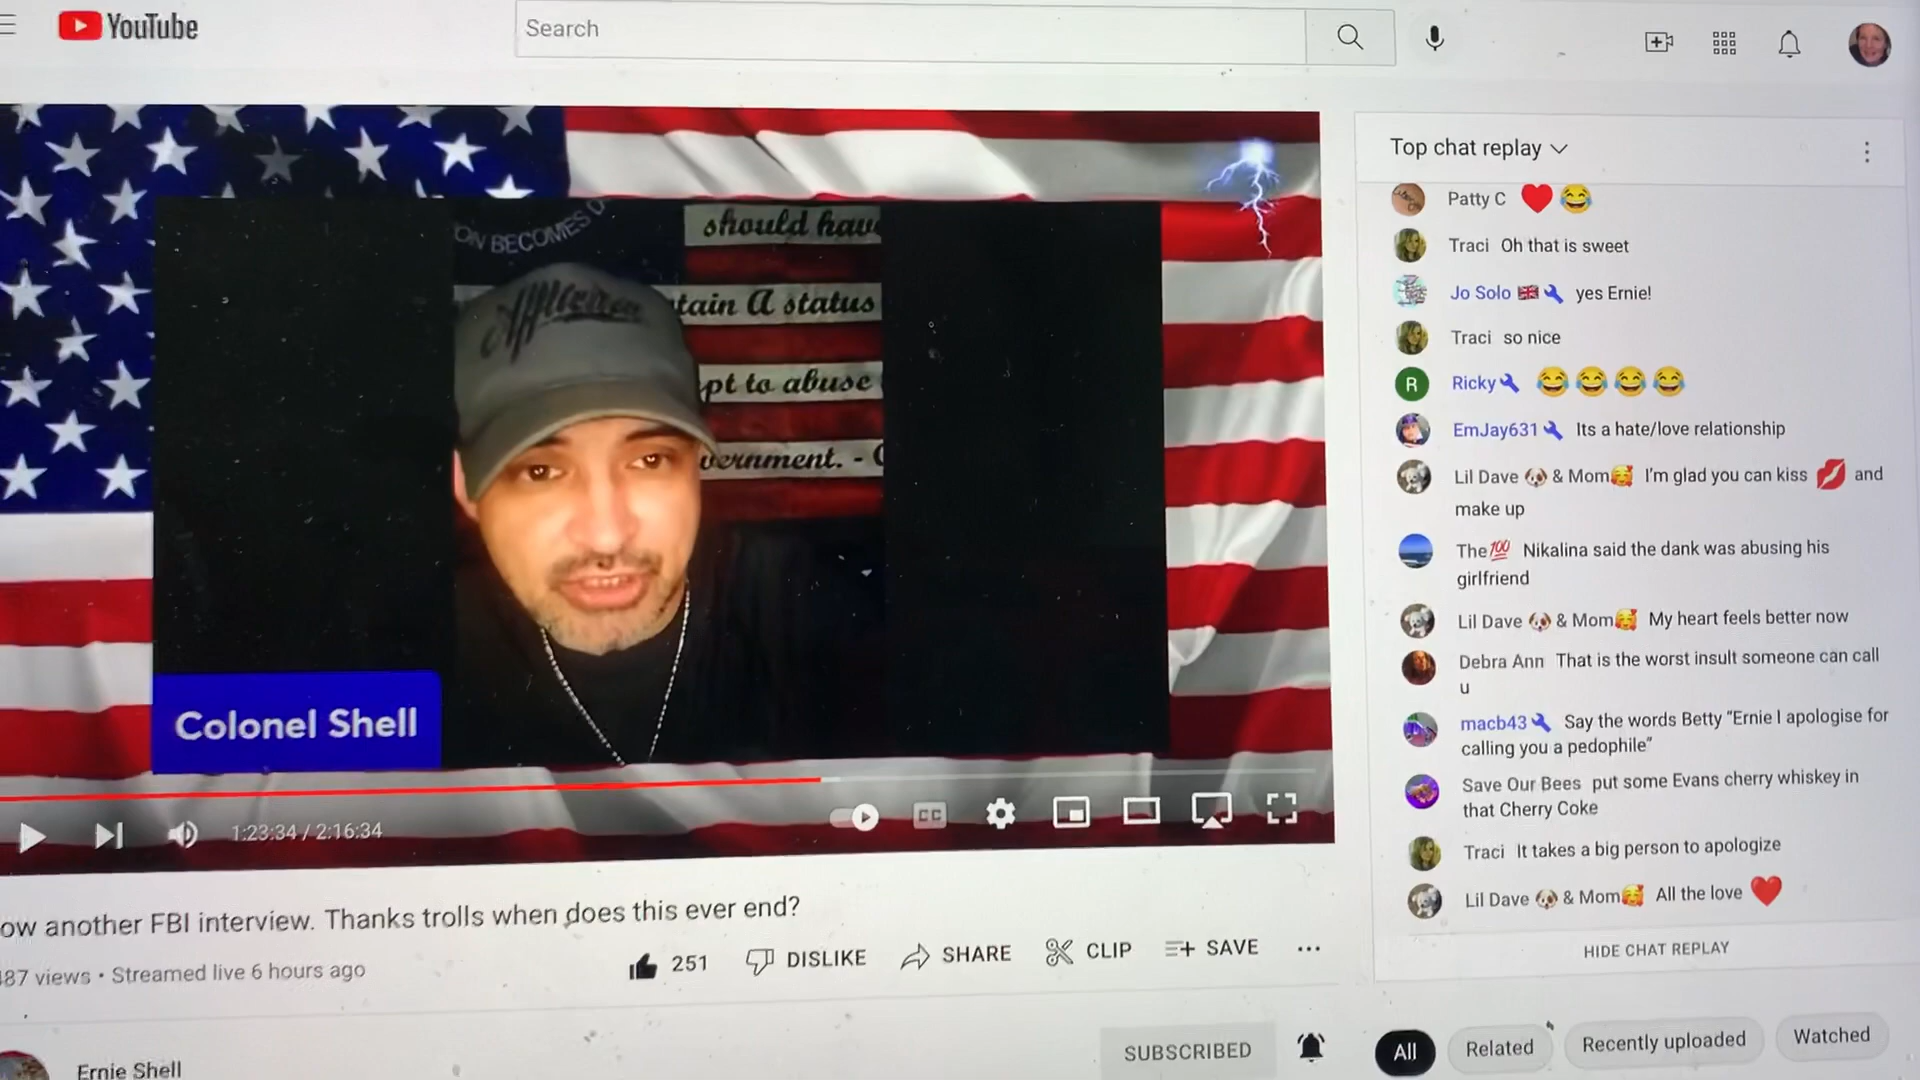 YouTube
Search
ON BECOMES
should have
tain A status
pt to abuse
vernment. -
Colonel Shell
1:23:34 / 2:16:34
CC
ow another FBI interview. Thanks trolls when does this ever end?
487 views • Streamed live 6 hours ago
251
DISLIKE
SHARE
CLIP
SAVE
Ernie Shell
SUBSCRIBED
Top chat replay
Patty C ❤️😂
Traci Oh that is sweet
Jo Solo 🇬🇧🔧 yes Ernie!
Traci so nice
R
Ricky🔧 😂😂😂😂
EmJay631🔧 Its a hate/love relationship
Lil Dave 🐶 & Mom🥰 I'm glad you can kiss 💋 and
make up
The💯 Nikalina said the dank was abusing his
girlfriend
Lil Dave 🐶 & Mom🥰 My heart feels better now
Debra Ann That is the worst insult someone can call
u
macb43🔧 Say the words Betty “Ernie I apologise for
calling you a pedophile”
Save Our Bees put some Evans cherry whiskey in
that Cherry Coke
Traci It takes a big person to apologize
Lil Dave 🐶 & Mom🥰 All the love ❤️
HIDE CHAT REPLAY
All
Related
Recently uploaded
Watched